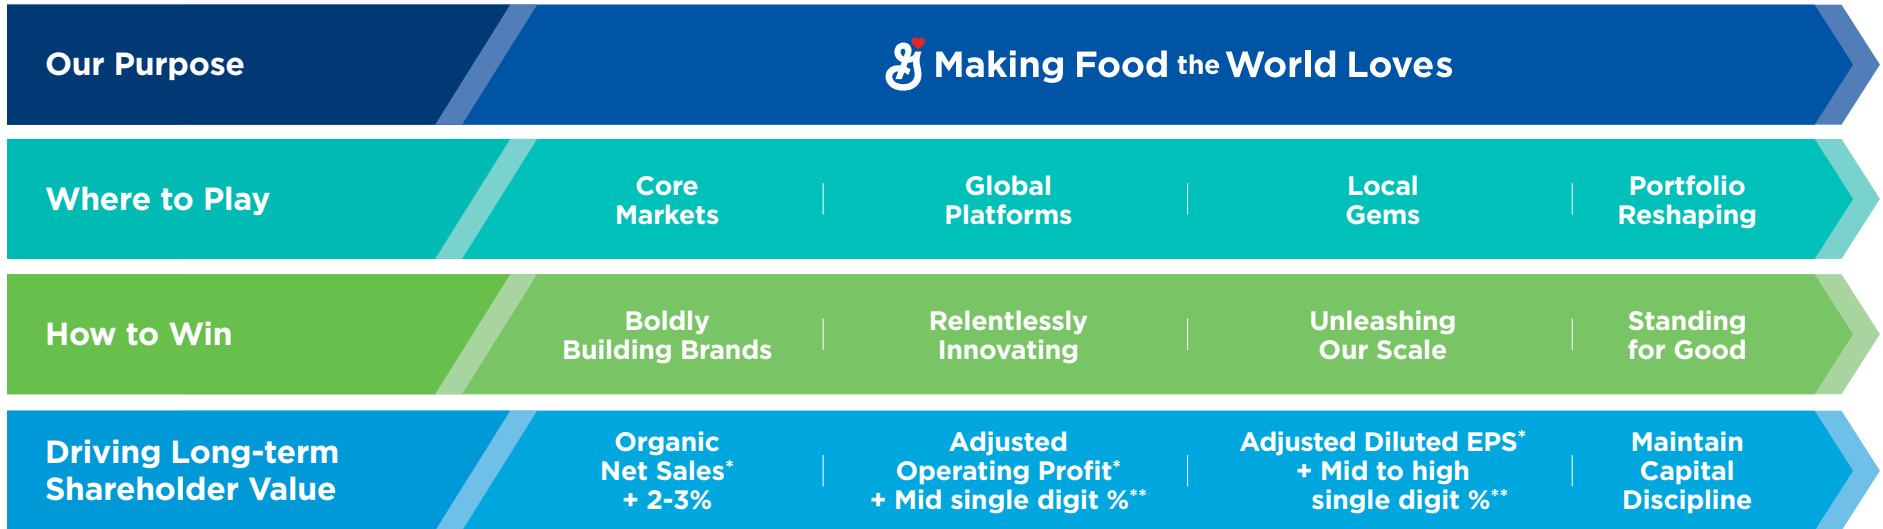 Our Purpose
Making Food the World Loves
Where to Play
Core
Markets
Global
Platforms
Local
Gems
Portfolio
Reshaping
How to Win
Boldly
Building Brands
Relentlessly
Innovating
Unleashing
Our Scale
Standing
for Good
Driving Long-term
Shareholder Value
Organic
Net Sales*
+ 2-3%
Adjusted
Operating Profit*
+ Mid single digit %**
Adjusted Diluted EPS*
+ Mid to high
single digit %**
Maintain
Capital
Discipline